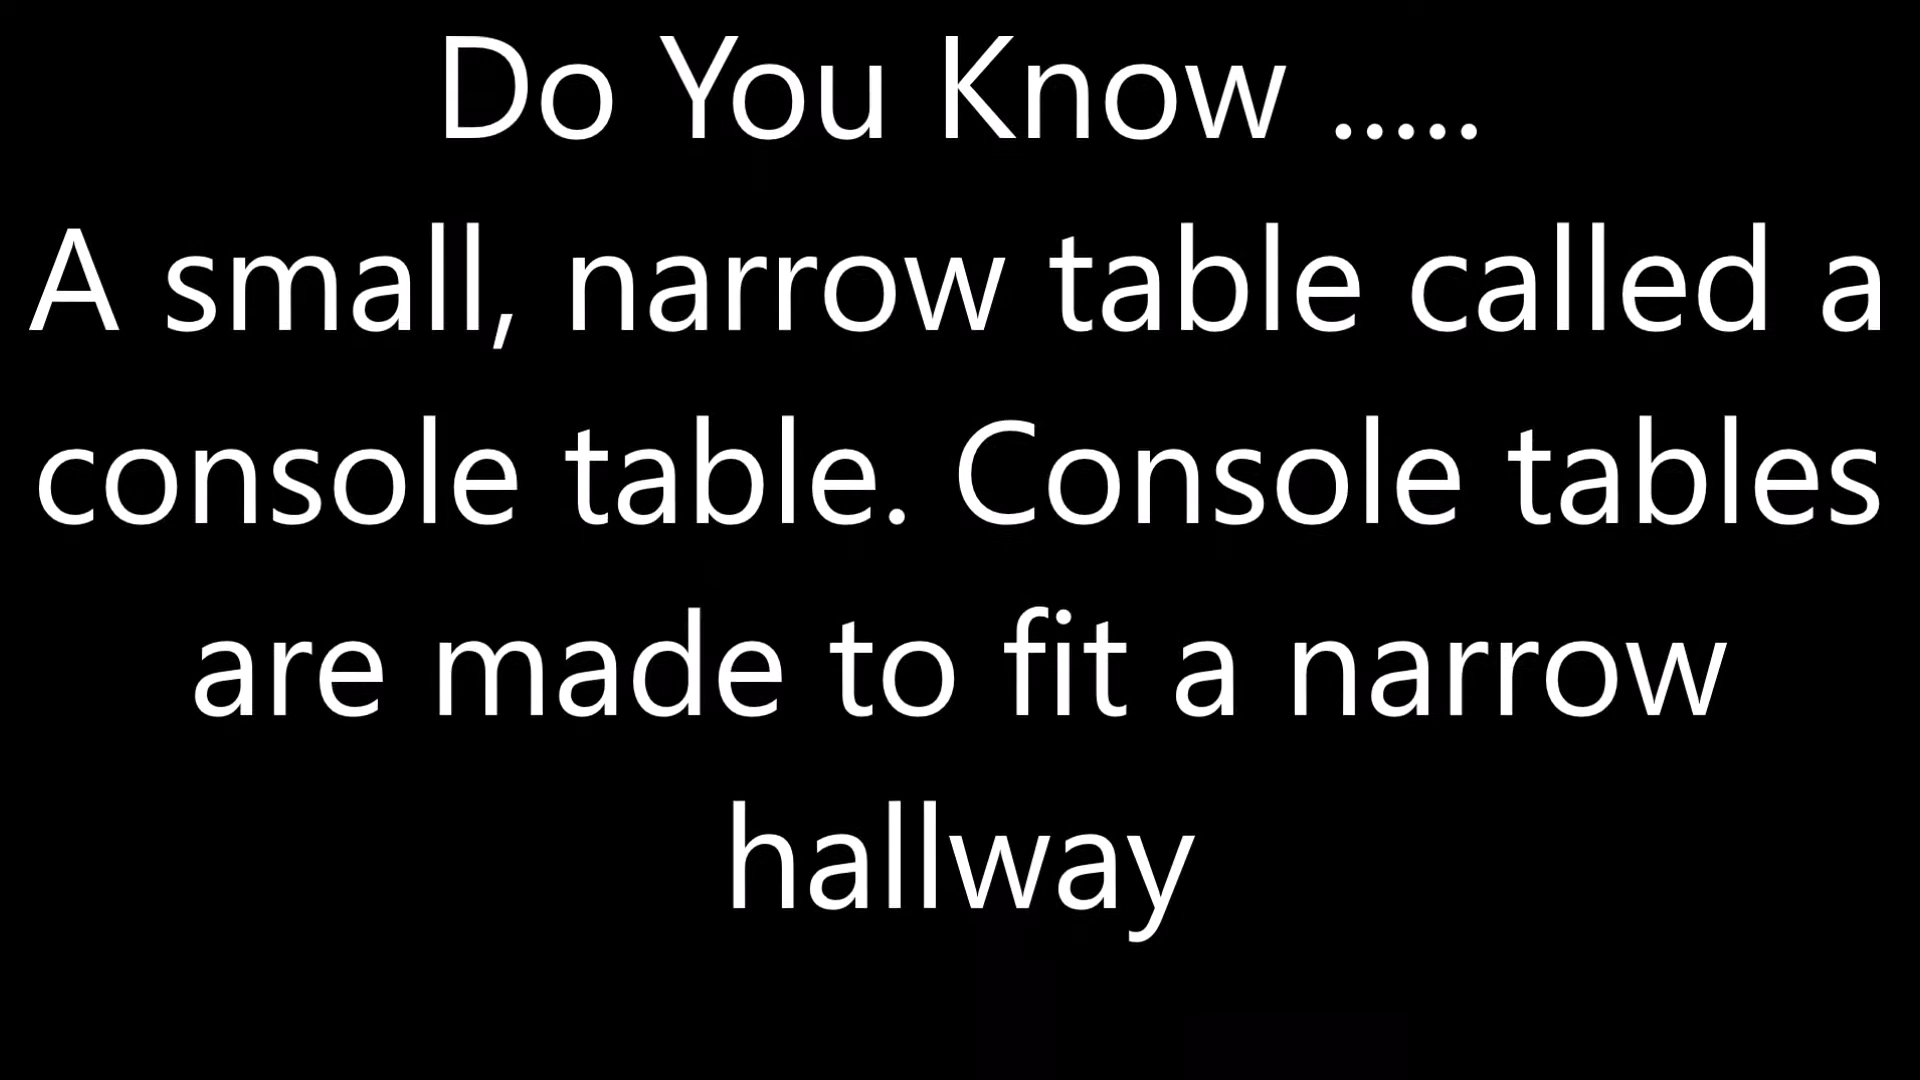 Do You Know .....
A small, narrow table called a
console table. Console tables
are made to fit a narrow
hallway